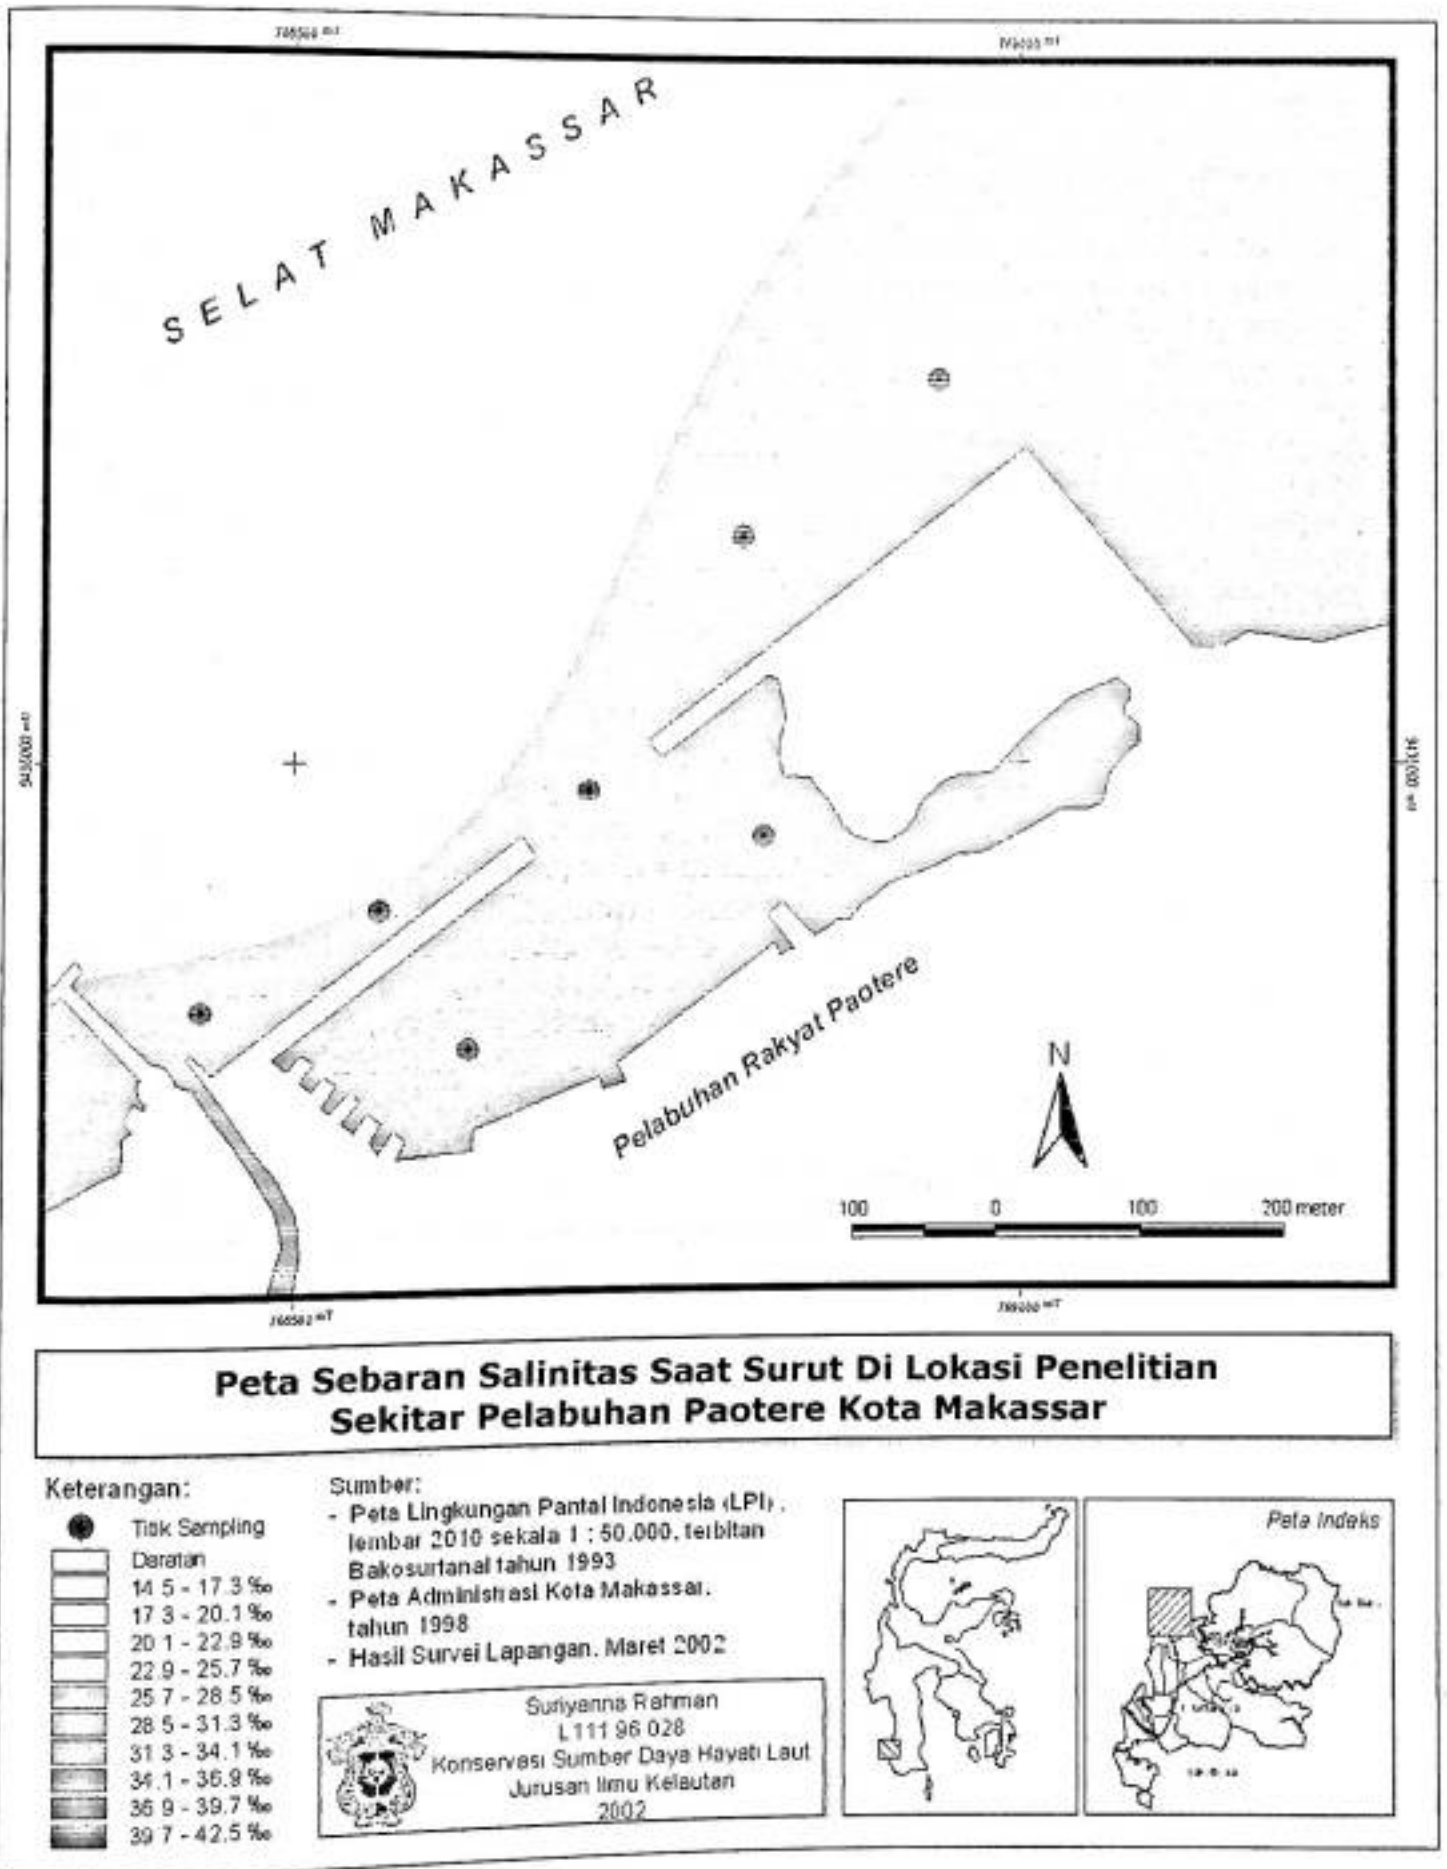 SELAT MAKASSAR
Pelabuhan Rakyat Paotere
N
100 0 100 200 meter
Peta Sebaran Salinitas Saat Surut Di Lokasi Penelitian
Sekitar Pelabuhan Paotere Kota Makassar
Keterangan:
Titik Sampling
Daratan
14.5 - 17.3 ‰
17.3 - 20.1 ‰
20.1 - 22.9 ‰
22.9 - 25.7 ‰
25.7 - 28.5 ‰
28.5 - 31.3 ‰
31.3 - 34.1 ‰
34.1 - 36.9 ‰
36.9 - 39.7 ‰
39.7 - 42.5 ‰
Sumber:
- Peta Lingkungan Pantai Indonesia (LPI),
lembar 2010 sekala 1 : 50.000, terbitan
Bakosurtanal tahun 1993
- Peta Administrasi Kota Makassar,
tahun 1998
- Hasil Survei Lapangan, Maret 2002
Suriyanna Rahman
L111 96 028
Konservasi Sumber Daya Hayati Laut
Jurusan Ilmu Kelautan
2002
Peta Indeks